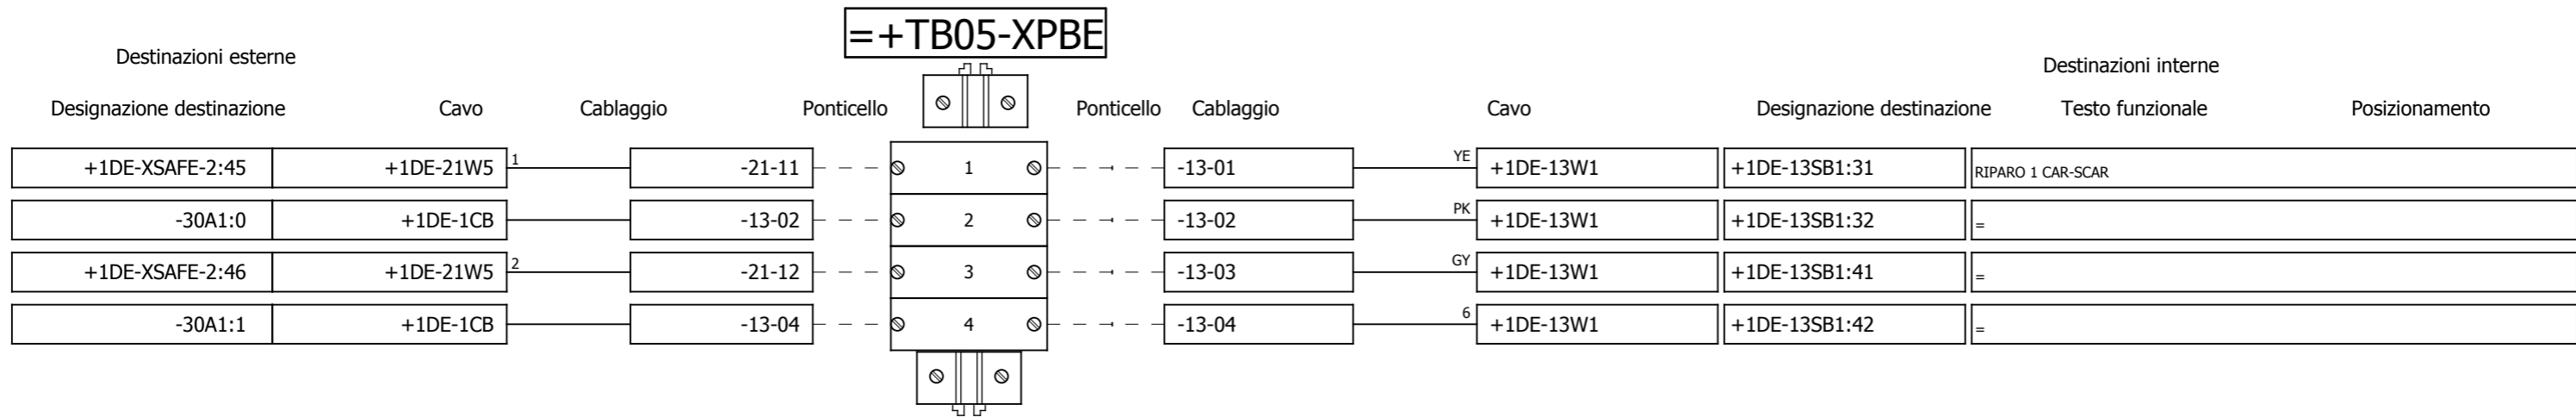 =+TB05-XPBE
Destinazioni esterne
Destinazioni interne
Designazione destinazione Cavo Cablaggio Ponticello Ponticello Cablaggio Cavo Designazione destinazione Testo funzionale Posizionamento
+1DE-XSAFE-2:45 +1DE-21W5 1 -21-11 1 -13-01 YE +1DE-13W1 +1DE-13SB1:31 RIPARO 1 CAR-SCAR
-30A1:0 +1DE-1CB -13-02 2 -13-02 PK +1DE-13W1 +1DE-13SB1:32 =
+1DE-XSAFE-2:46 +1DE-21W5 2 -21-12 3 -13-03 GY +1DE-13W1 +1DE-13SB1:41 =
-30A1:1 +1DE-1CB -13-04 4 -13-04 6 +1DE-13W1 +1DE-13SB1:42 =